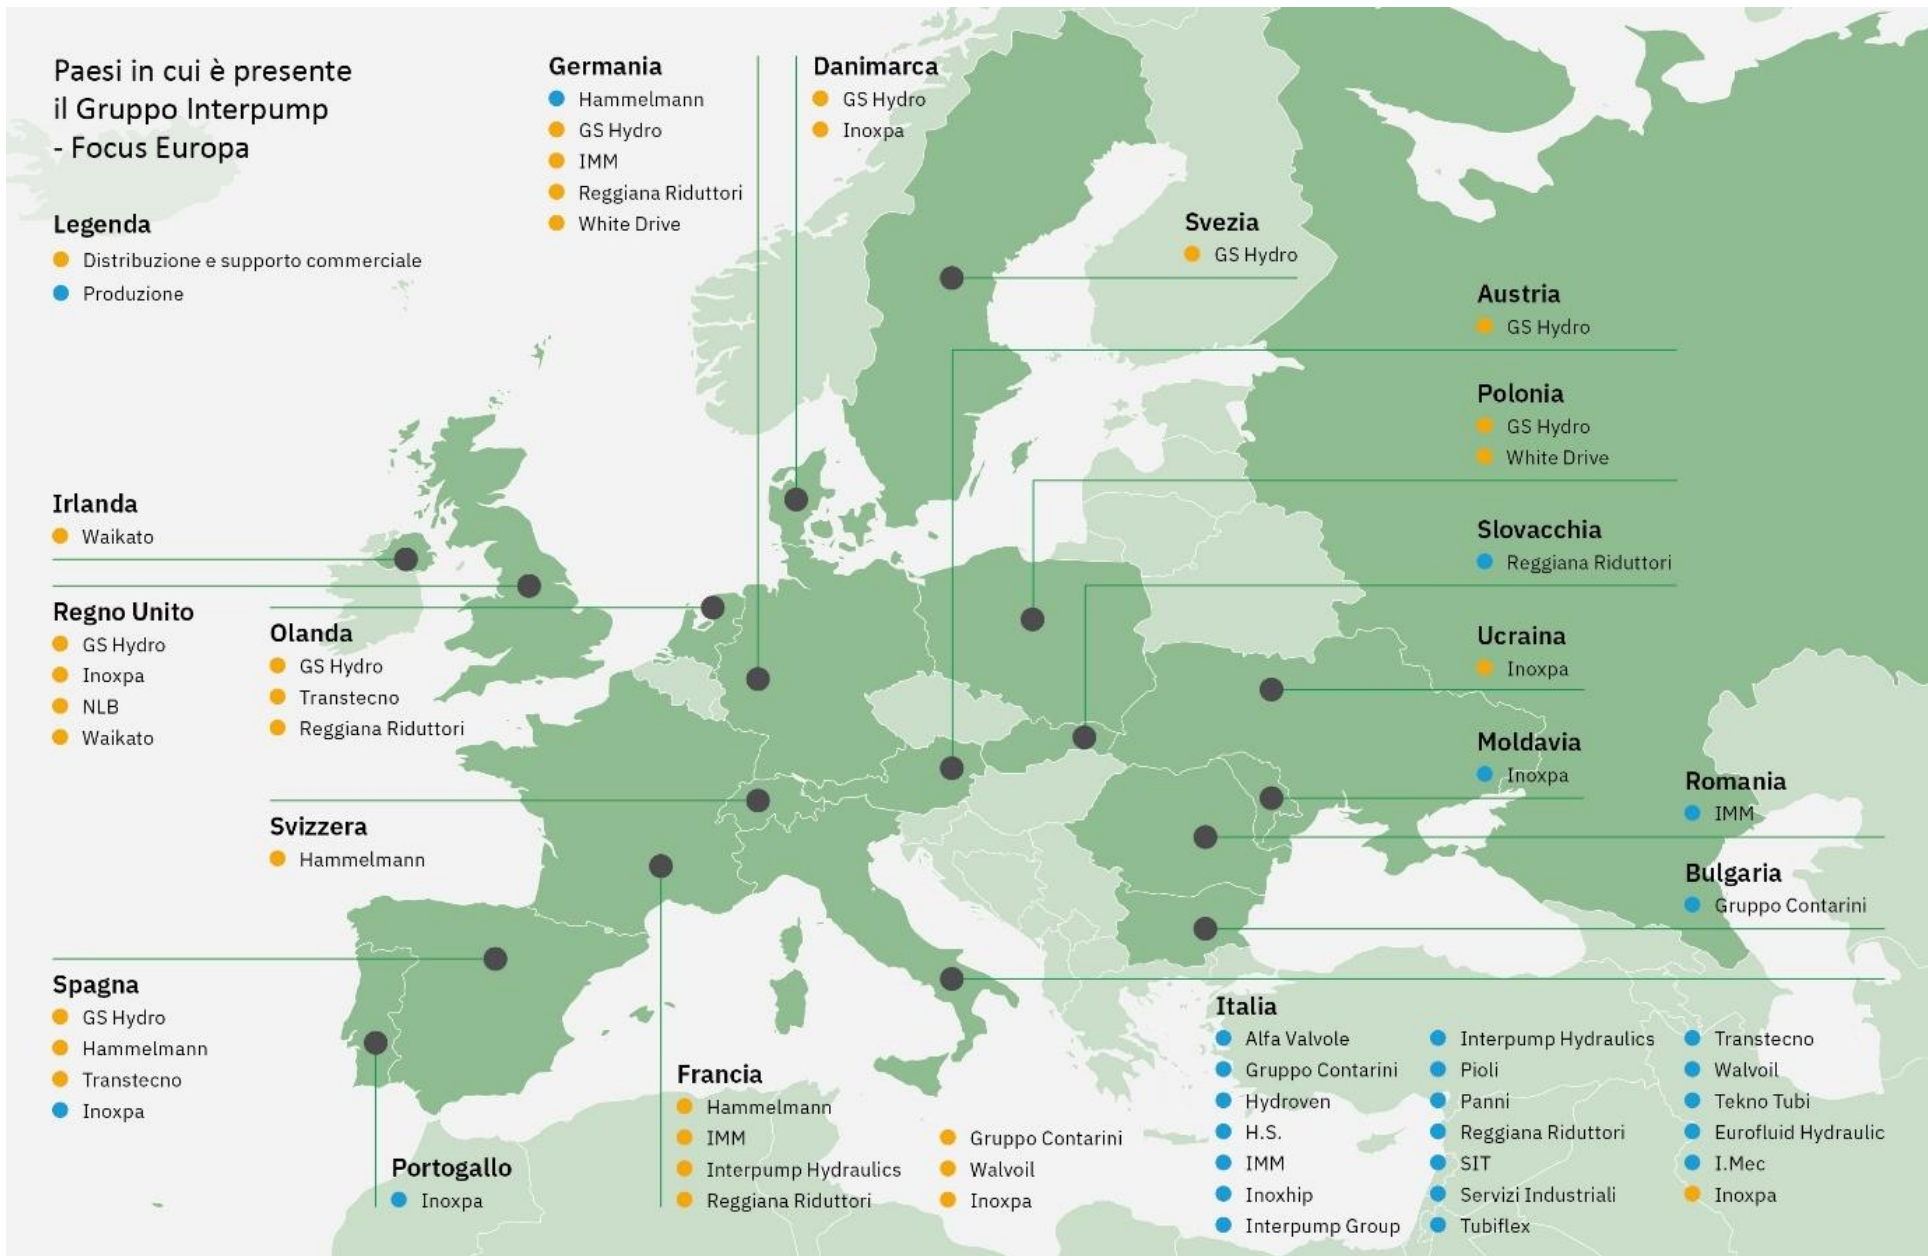 Paesi in cui è presente
il Gruppo Interpump
- Focus Europa
Legenda
Distribuzione e supporto commerciale
Produzione
Germania
Hammelmann
GS Hydro
IMM
Reggiana Riduttori
White Drive
Danimarca
GS Hydro
Inoxpa
Svezia
GS Hydro
Austria
GS Hydro
Polonia
GS Hydro
White Drive
Slovacchia
Reggiana Riduttori
Ucraina
Inoxpa
Moldavia
Inoxpa
Romania
IMM
Bulgaria
Gruppo Contarini
Irlanda
Waikato
Regno Unito
GS Hydro
Inoxpa
NLB
Waikato
Olanda
GS Hydro
Transtecno
Reggiana Riduttori
Svizzera
Hammelmann
Spagna
GS Hydro
Hammelmann
Transtecno
Inoxpa
Portogallo
Inoxpa
Francia
Hammelmann
IMM
Interpump Hydraulics
Reggiana Riduttori
Gruppo Contarini
Walvoil
Inoxpa
Italia
Alfa Valvole
Gruppo Contarini
Hydroven
H.S.
IMM
Inoxhip
Interpump Group
Interpump Hydraulics
Pioli
Panni
Reggiana Riduttori
SIT
Servizi Industriali
Tubiflex
Transtecno
Walvoil
Tekno Tubi
Eurofluid Hydraulic
I.Mec
Inoxpa